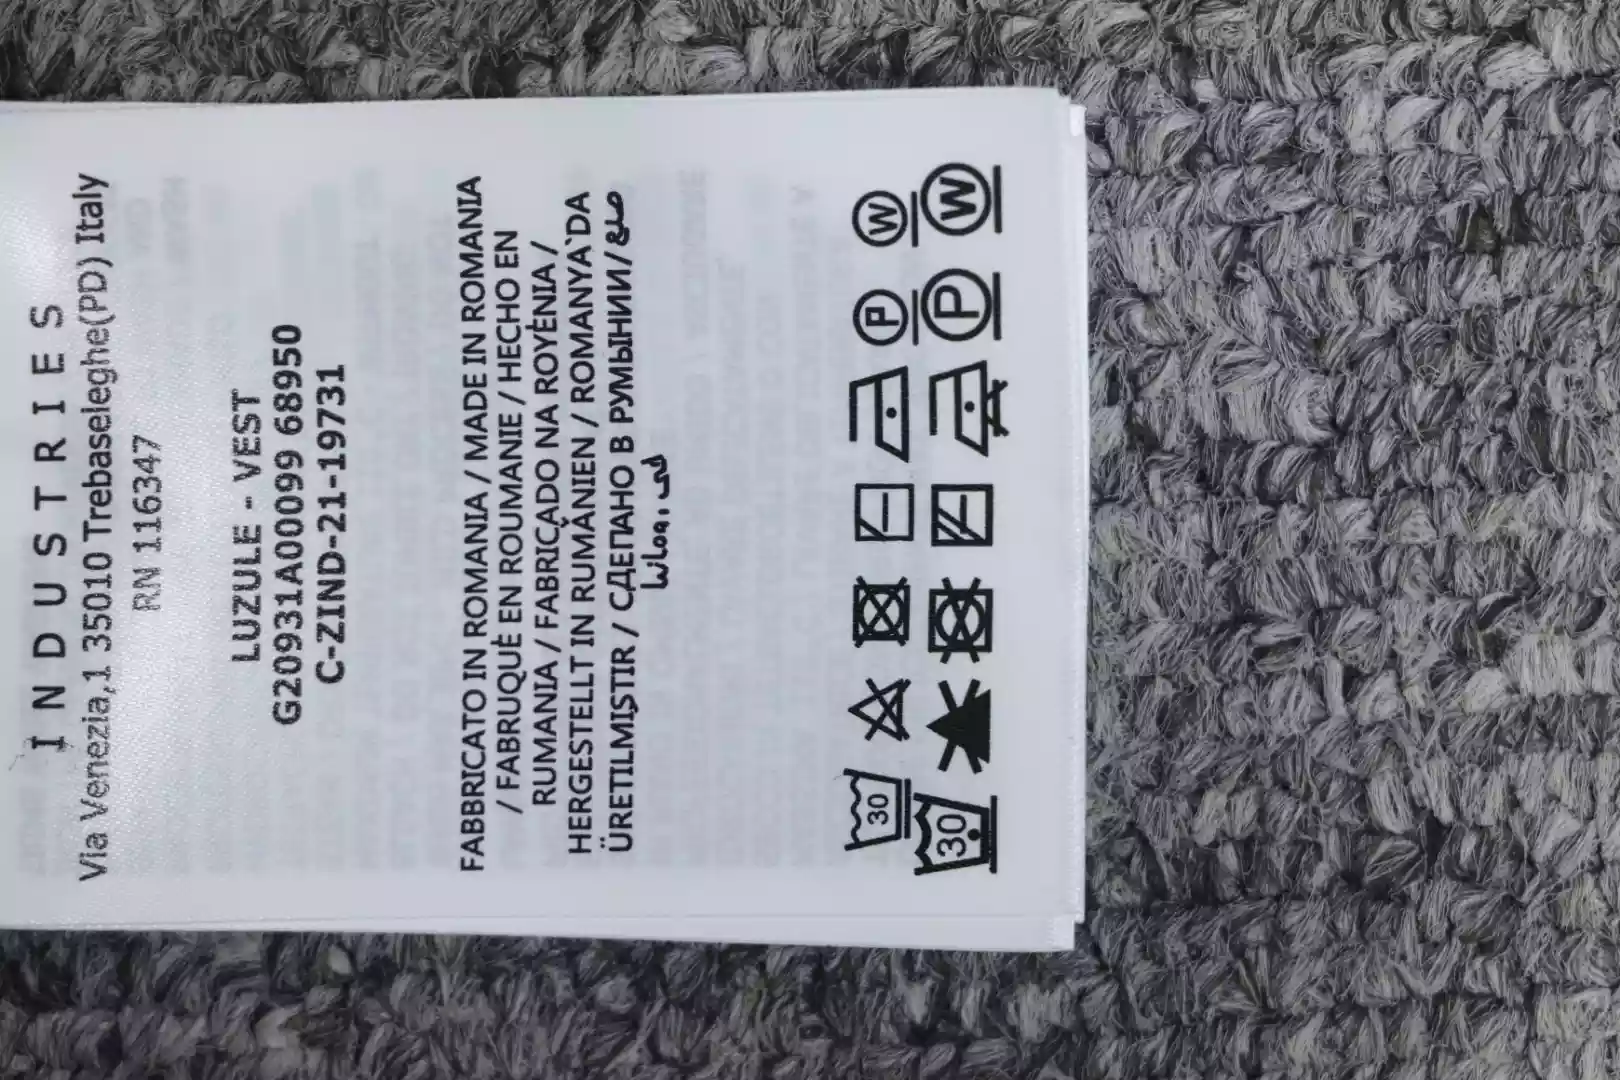 INDUSTRIES
Via Venezia,1 35010 Trebaseleghe(PD) Italy
RN 116347
LUZULE - VEST
G20931A00099 68950
C-ZIND-21-19731
FABBRICATO IN ROMANIA / MADE IN ROMANIA
/ FABRUQUÈ EN ROUMANIE / HECHO EN
RUMANIA / FABRICADO NA ROYÉNIA /
HERGESTELLT IN RUMÄNIEN / ROMANYA`DA
ÜRETILMIŞTIR / СДЕПАНО В РУМЫНИИ/
30 P W
30 P W